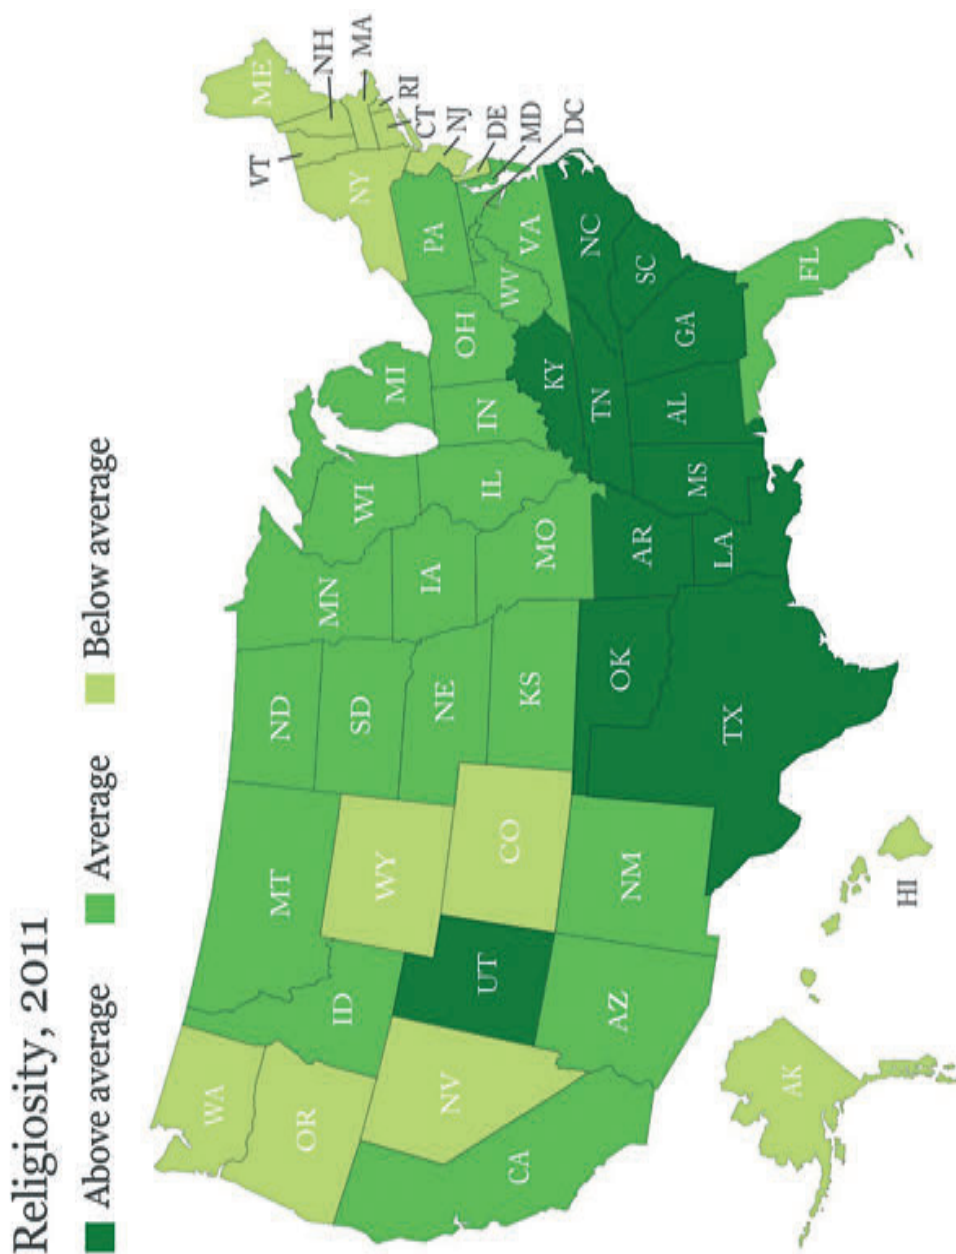 Religiosity, 2011
Above average
Average
Below average
WA
OR
CA
NV
ID
MT
WY
UT
CO
AZ
NM
ND
SD
NE
KS
OK
TX
MN
IA
MO
AR
LA
WI
IL
MI
IN
OH
KY
TN
MS
AL
GA
FL
SC
NC
VA
WV
PA
NY
VT
ME
NH
MA
RI
CT
NJ
DE
MD
DC
AK
HI